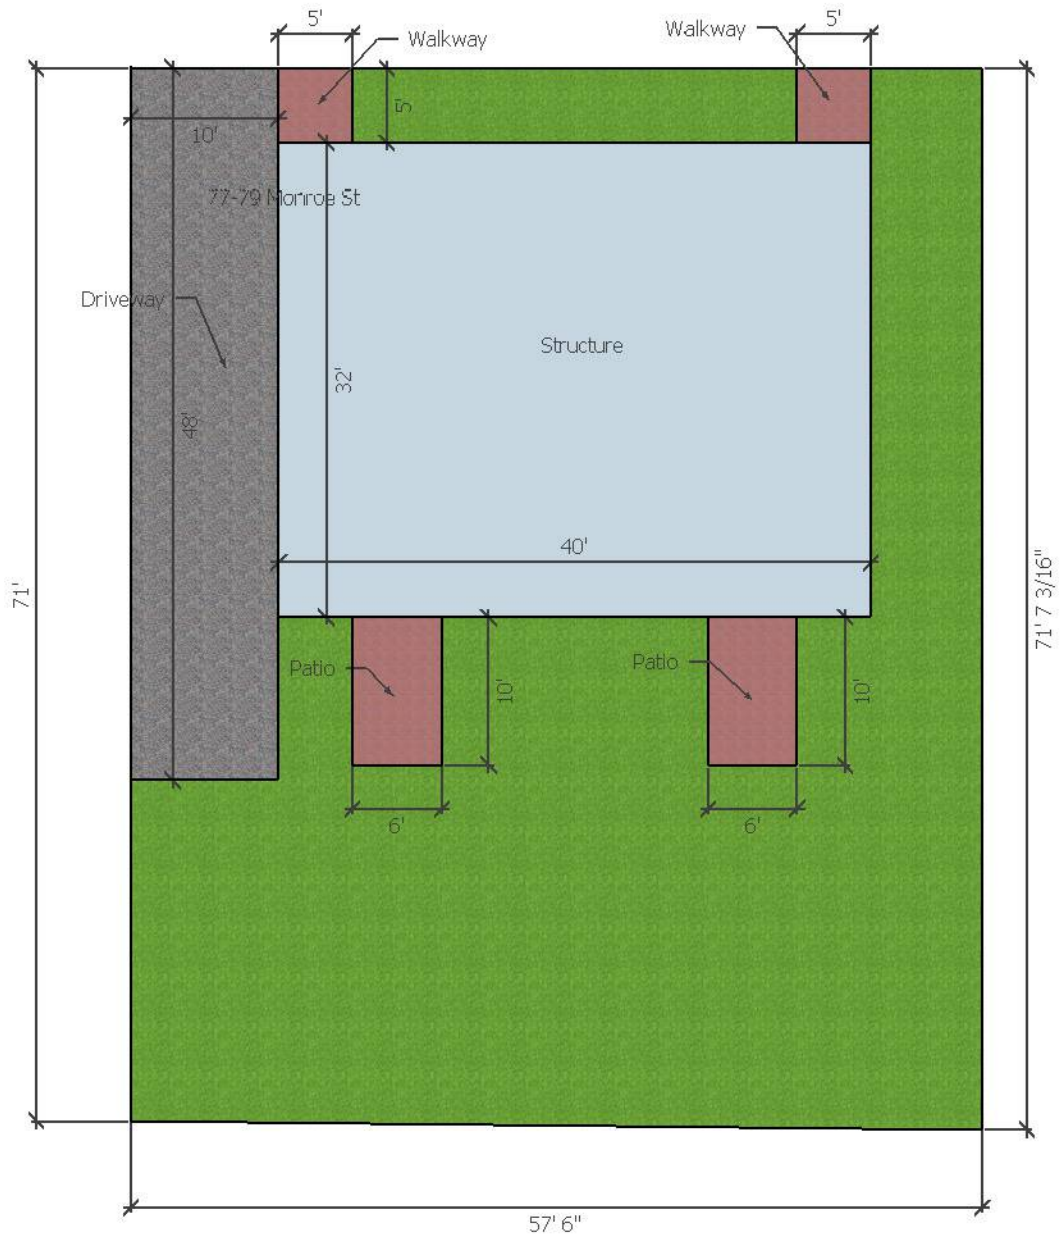 5'
5'
Walkway
Walkway
5'
10'
77-79 Monroe St
Driveway
Structure
32'
48'
40'
71'
71' 7 3/16"
Patio
Patio
10'
10'
6'
6'
57' 6"